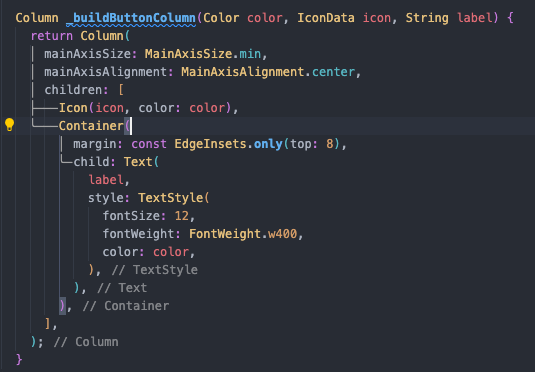 Column _buildButtonColumn(Color color, IconData icon, String label) {
  return Column(
    mainAxisSize: MainAxisSize.min,
    mainAxisAlignment: MainAxisAlignment.center,
    children: [
      Icon(icon, color: color),
      Container(
        margin: const EdgeInsets.only(top: 8),
        child: Text(
          label,
          style: TextStyle(
            fontSize: 12,
            fontWeight: FontWeight.w400,
            color: color,
          ), // TextStyle
        ), // Text
      ), // Container
    ],
  ); // Column
}